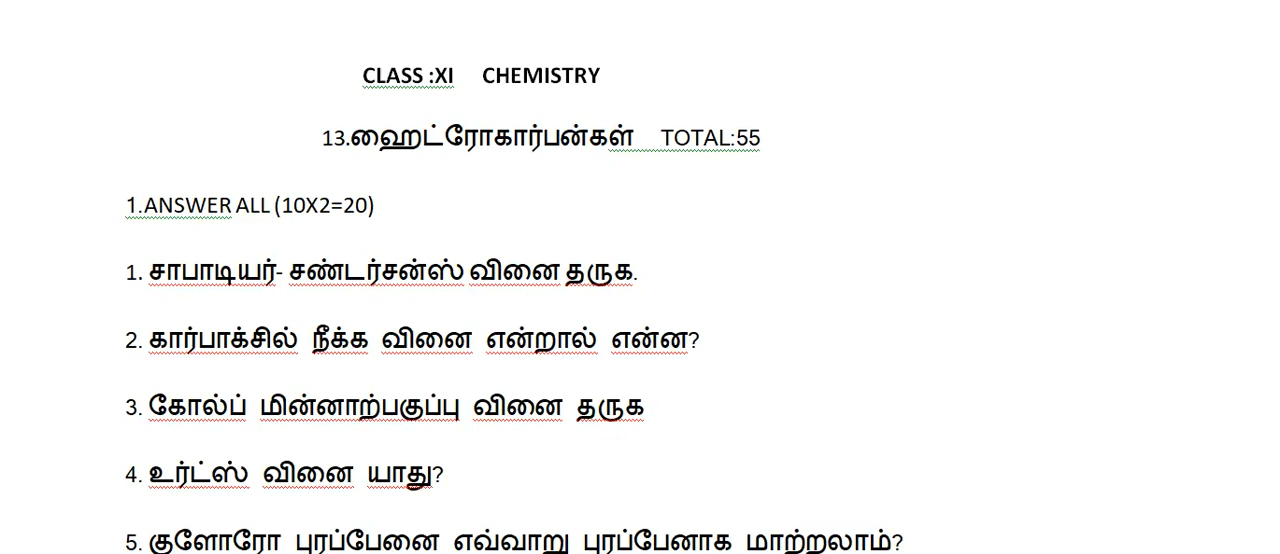 CLASS :XI CHEMISTRY
13.ஹைட்ரோகார்பன்கள் TOTAL:55
1.ANSWER ALL (10X2=20)
1. சாபாடியர்- சண்டர்சன்ஸ் வினை தருக.
2. கார்பாக்சில் நீக்க வினை என்றால் என்ன?
3. கோல்ப் மின்னாற்பகுப்பு வினை தருக
4. உர்ட்ஸ் வினை யாது?
5. குளோரோ புரப்பேனை எவ்வாறு புரப்பேனாக மாற்றலாம்?